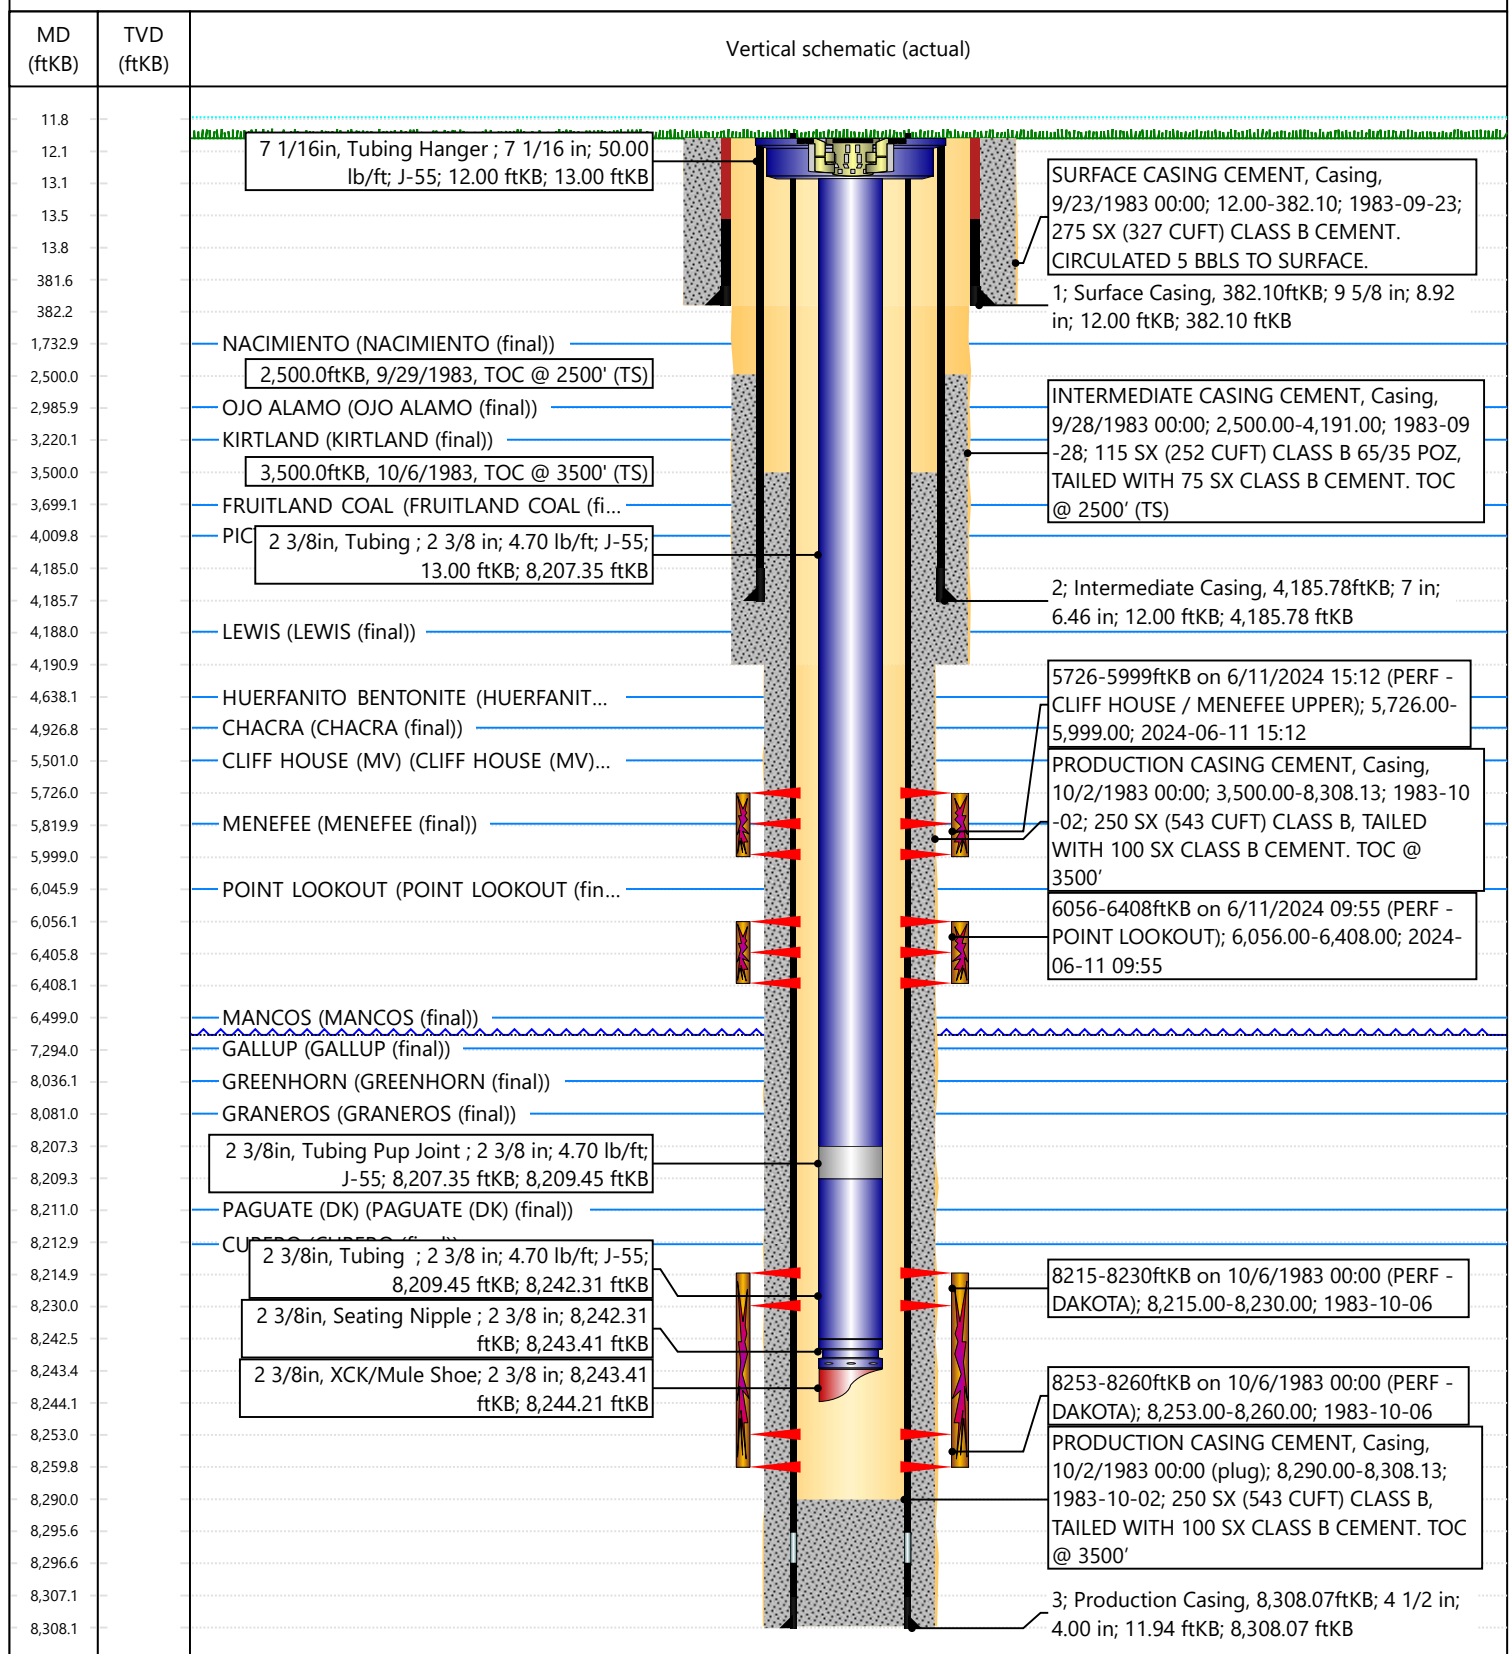 MD
(ftKB)
TVD
(ftKB)
Vertical schematic (actual)
11.8
12.1
13.1
13.5
13.8
381.6
382.2
1,732.9
2,500.0
2,985.9
3,220.1
3,500.0
3,699.1
4,009.8
4,185.0
4,185.7
4,188.0
4,190.9
4,638.1
4,926.8
5,501.0
5,726.0
5,819.9
5,999.0
6,045.9
6,056.1
6,405.8
6,408.1
6,499.0
7,294.0
8,036.1
8,081.0
8,207.3
8,209.3
8,211.0
8,212.9
8,214.9
8,230.0
8,242.5
8,243.4
8,244.1
8,253.0
8,259.8
8,290.0
8,295.6
8,296.6
8,307.1
8,308.1
7 1/16in, Tubing Hanger ; 7 1/16 in; 50.00
lb/ft; J-55; 12.00 ftKB; 13.00 ftKB
NACIMIENTO (NACIMIENTO (final))
2,500.0ftKB, 9/29/1983, TOC @ 2500' (TS)
OJO ALAMO (OJO ALAMO (final))
KIRTLAND (KIRTLAND (final))
3,500.0ftKB, 10/6/1983, TOC @ 3500' (TS)
FRUITLAND COAL (FRUITLAND COAL (fi...
PIC
2 3/8in, Tubing ; 2 3/8 in; 4.70 lb/ft; J-55;
13.00 ftKB; 8,207.35 ftKB
LEWIS (LEWIS (final))
HUERFANITO BENTONITE (HUERFANIT...
CHACRA (CHACRA (final))
CLIFF HOUSE (MV) (CLIFF HOUSE (MV)...
MENEFEE (MENEFEE (final))
POINT LOOKOUT (POINT LOOKOUT (fin...
MANCOS (MANCOS (final))
GALLUP (GALLUP (final))
GREENHORN (GREENHORN (final))
GRANEROS (GRANEROS (final))
2 3/8in, Tubing Pup Joint ; 2 3/8 in; 4.70 lb/ft;
J-55; 8,207.35 ftKB; 8,209.45 ftKB
PAGUATE (DK) (PAGUATE (DK) (final))
2 3/8in, Tubing ; 2 3/8 in; 4.70 lb/ft; J-55;
8,209.45 ftKB; 8,242.31 ftKB
2 3/8in, Seating Nipple ; 2 3/8 in; 8,242.31
ftKB; 8,243.41 ftKB
2 3/8in, XCK/Mule Shoe; 2 3/8 in; 8,243.41
ftKB; 8,244.21 ftKB
SURFACE CASING CEMENT, Casing,
9/23/1983 00:00; 12.00-382.10; 1983-09-23;
275 SX (327 CUFT) CLASS B CEMENT.
CIRCULATED 5 BBLS TO SURFACE.
1; Surface Casing, 382.10ftKB; 9 5/8 in; 8.92
in; 12.00 ftKB; 382.10 ftKB
INTERMEDIATE CASING CEMENT, Casing,
9/28/1983 00:00; 2,500.00-4,191.00; 1983-09
-28; 115 SX (252 CUFT) CLASS B 65/35 POZ,
TAILED WITH 75 SX CLASS B CEMENT. TOC
@ 2500' (TS)
2; Intermediate Casing, 4,185.78ftKB; 7 in;
6.46 in; 12.00 ftKB; 4,185.78 ftKB
5726-5999ftKB on 6/11/2024 15:12 (PERF -
CLIFF HOUSE / MENEFEE UPPER); 5,726.00-
5,999.00; 2024-06-11 15:12
PRODUCTION CASING CEMENT, Casing,
10/2/1983 00:00; 3,500.00-8,308.13; 1983-10
-02; 250 SX (543 CUFT) CLASS B, TAILED
WITH 100 SX CLASS B CEMENT. TOC @
3500'
6056-6408ftKB on 6/11/2024 09:55 (PERF -
POINT LOOKOUT); 6,056.00-6,408.00; 2024-
06-11 09:55
8215-8230ftKB on 10/6/1983 00:00 (PERF -
DAKOTA); 8,215.00-8,230.00; 1983-10-06
8253-8260ftKB on 10/6/1983 00:00 (PERF -
DAKOTA); 8,253.00-8,260.00; 1983-10-06
PRODUCTION CASING CEMENT, Casing,
10/2/1983 00:00 (plug); 8,290.00-8,308.13;
1983-10-02; 250 SX (543 CUFT) CLASS B,
TAILED WITH 100 SX CLASS B CEMENT. TOC
@ 3500'
3; Production Casing, 8,308.07ftKB; 4 1/2 in;
4.00 in; 11.94 ftKB; 8,308.07 ftKB